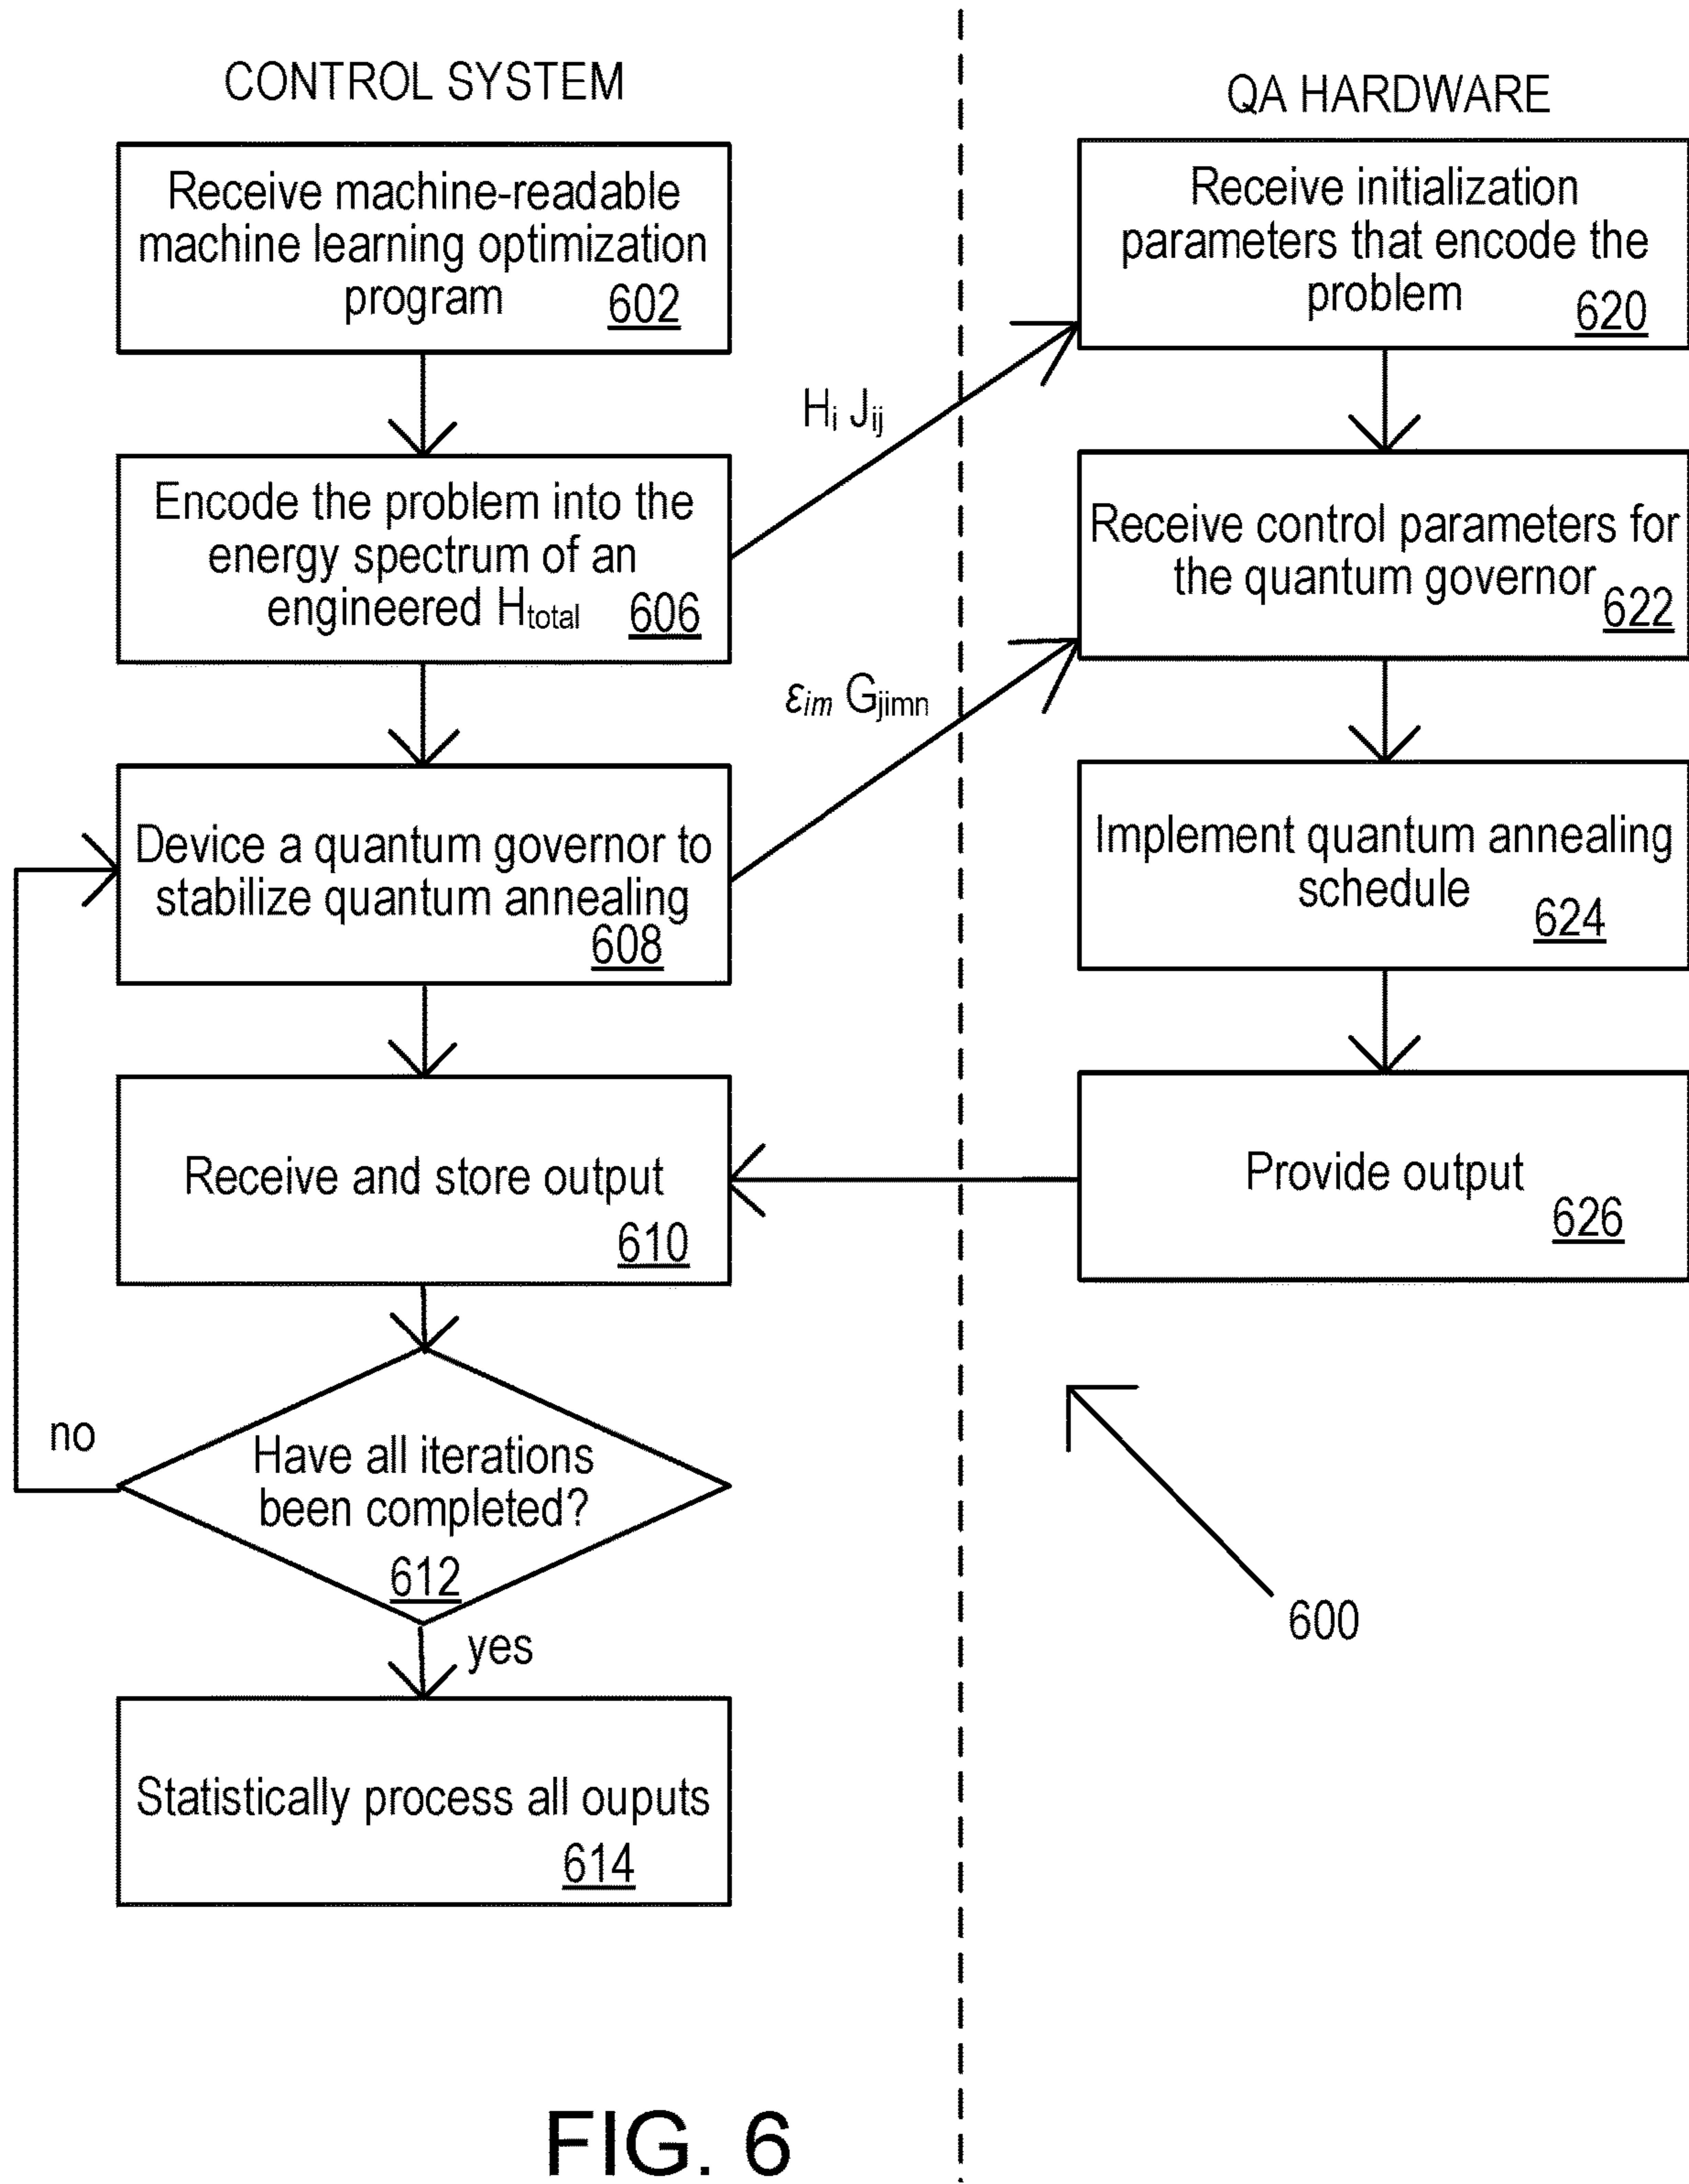 CONTROL SYSTEM
Receive machine-readable
machine learning optimization
program 602
Encode the problem into the
energy spectrum of an
engineered Htotal 606
Device a quantum governor to
stabilize quantum annealing
608
Receive and store output
610
no
Have all iterations
been completed?
612
yes
Statistically process all ouputs
614
Hi Jij
εim Gjimn
QA HARDWARE
Receive initialization
parameters that encode the
problem 620
Receive control parameters for
the quantum governor 622
Implement quantum annealing
schedule 624
Provide output
626
600
FIG. 6